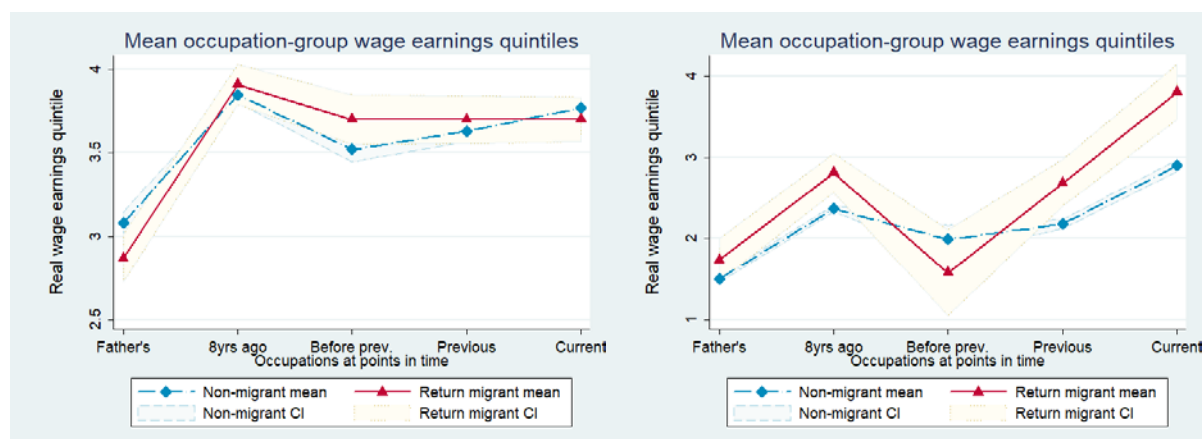 Mean occupation-group wage earnings quintiles
Real wage earnings quintile
4
3.5
3
2.5
Father's 8yrs ago Before prev. Previous Current
Occupations at points in time
Non-migrant mean Return migrant mean
Non-migrant CI Return migrant CI
Mean occupation-group wage earnings quintiles
Real wage earnings quintile
4
3
2
1
Father's 8yrs ago Before prev. Previous Current
Occupations at points in time
Non-migrant mean Return migrant mean
Non-migrant CI Return migrant CI